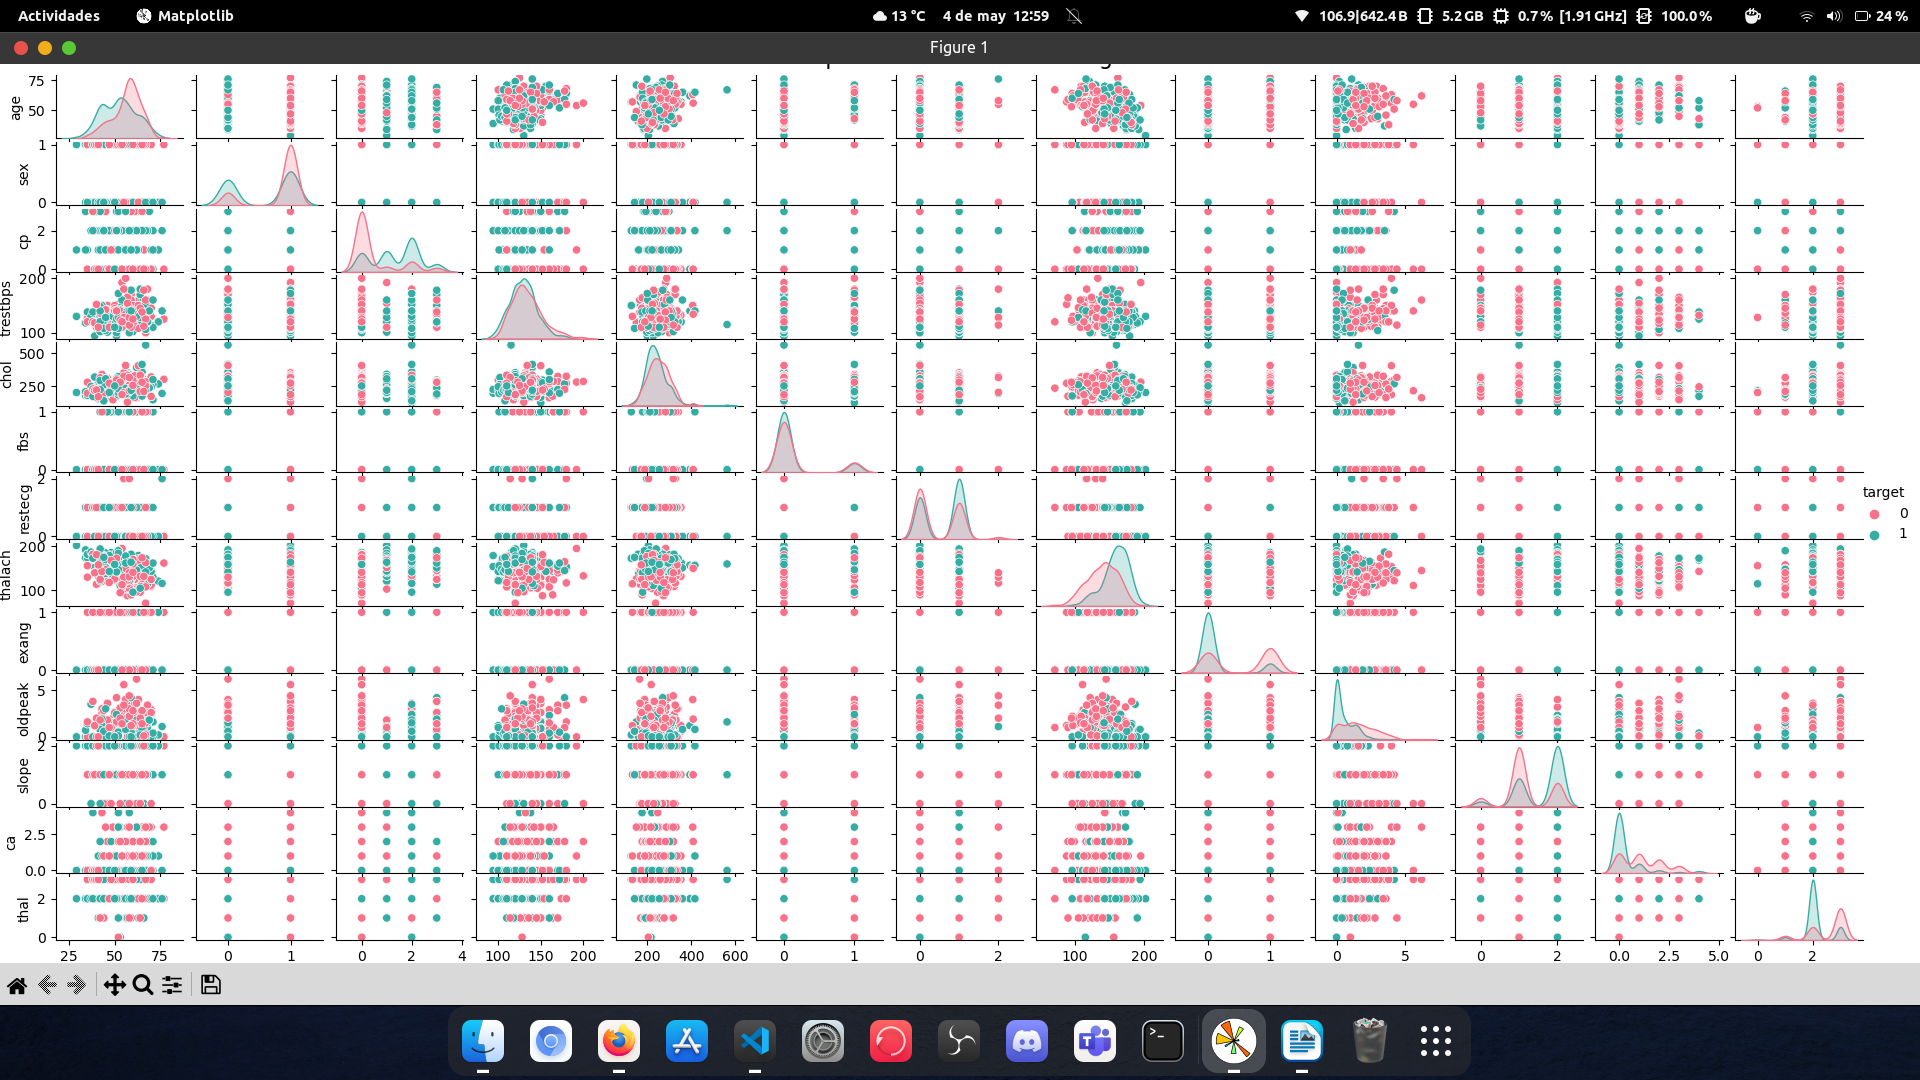 Actividades Matplotlib 13 °C 4 de may 12:59 106.9|642.4 B 5.2 GB 0.7 % [1.91 GHz] 100.0 % 24 %
Figure 1
age 75 50
sex 1 0
cp 2 0
trestbps 200 100
chol 500 250
fbs 1 0
restecg 2 0
target
0
1
thalach 200 100
exang 1 0
oldpeak 5 0
slope 2 0
ca 2.5 0.0
thal 2 0
25 50 75 0 1 0 2 4 100 150 200 200 400 600 0 1 0 2 100 200 0 1 0 5 0 2 0.0 2.5 5.0 0 2
>_